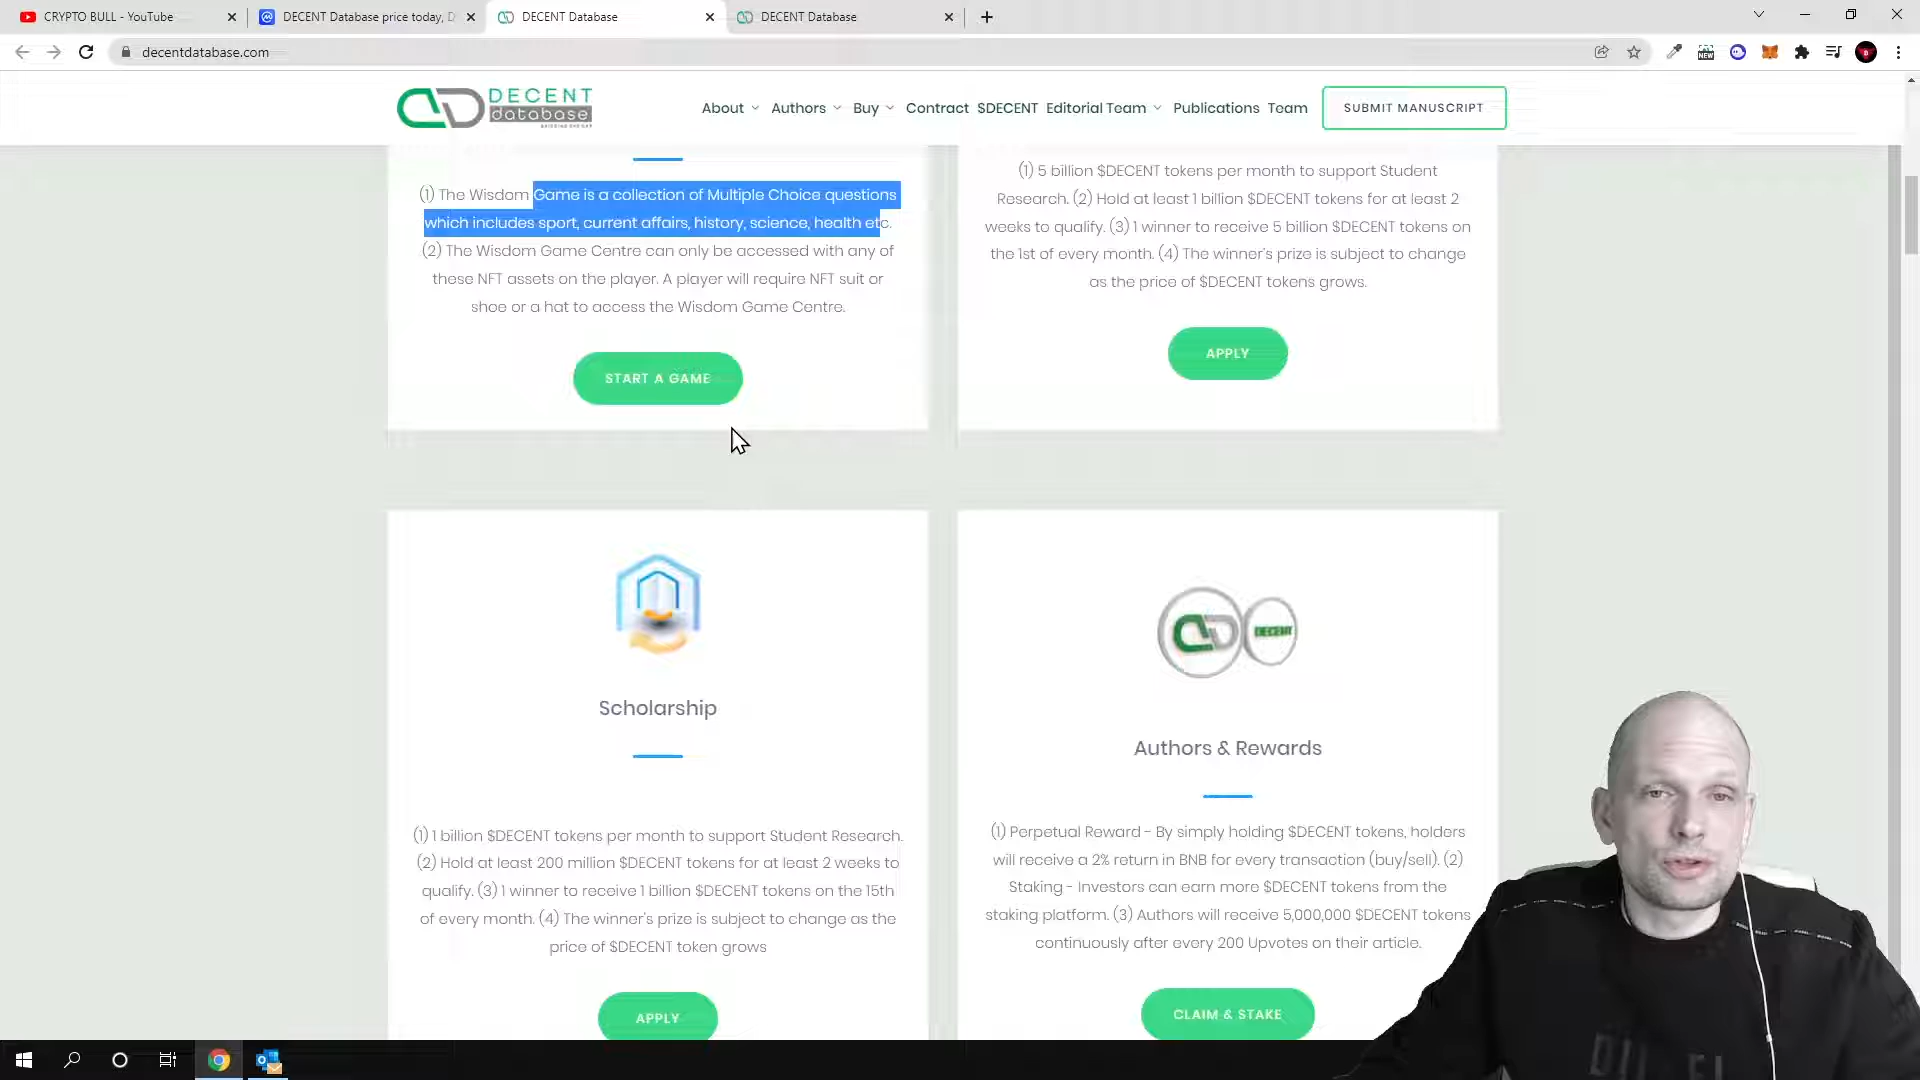 CRYPTO BULL - YouTube
DECENT Database price today, D
DECENT Database
DECENT Database
decentdatabase.com
DECENT
database
About
Authors
Buy
Contract
$DECENT
Editorial Team
Publications
Team
SUBMIT MANUSCRIPT
(1) The Wisdom Game is a collection of Multiple Choice questions
which includes sport, current affairs, history, science, health etc.
(2) The Wisdom Game Centre can only be accessed with any of
these NFT assets on the player. A player will require NFT suit or
shoe or a hat to access the Wisdom Game Centre.
START A GAME
(1) 5 billion $DECENT tokens per month to support Student
Research. (2) Hold at least 1 billion $DECENT tokens for at least 2
weeks to qualify. (3) 1 winner to receive 5 billion $DECENT tokens on
the 1st of every month. (4) The winner's prize is subject to change
as the price of $DECENT tokens grows.
APPLY
Scholarship
(1) 1 billion $DECENT tokens per month to support Student Research.
(2) Hold at least 200 million $DECENT tokens for at least 2 weeks to
qualify. (3) 1 winner to receive 1 billion $DECENT tokens on the 15th
of every month. (4) The winner's prize is subject to change as the
price of $DECENT token grows
APPLY
DECENT
Authors & Rewards
(1) Perpetual Reward - By simply holding $DECENT tokens, holders
will receive a 2% return in BNB for every transaction (buy/sell). (2)
Staking - Investors can earn more $DECENT tokens from the
staking platform. (3) Authors will receive 5,000,000 $DECENT tokens
continuously after every 200 Upvotes on their article.
CLAIM & STAKE